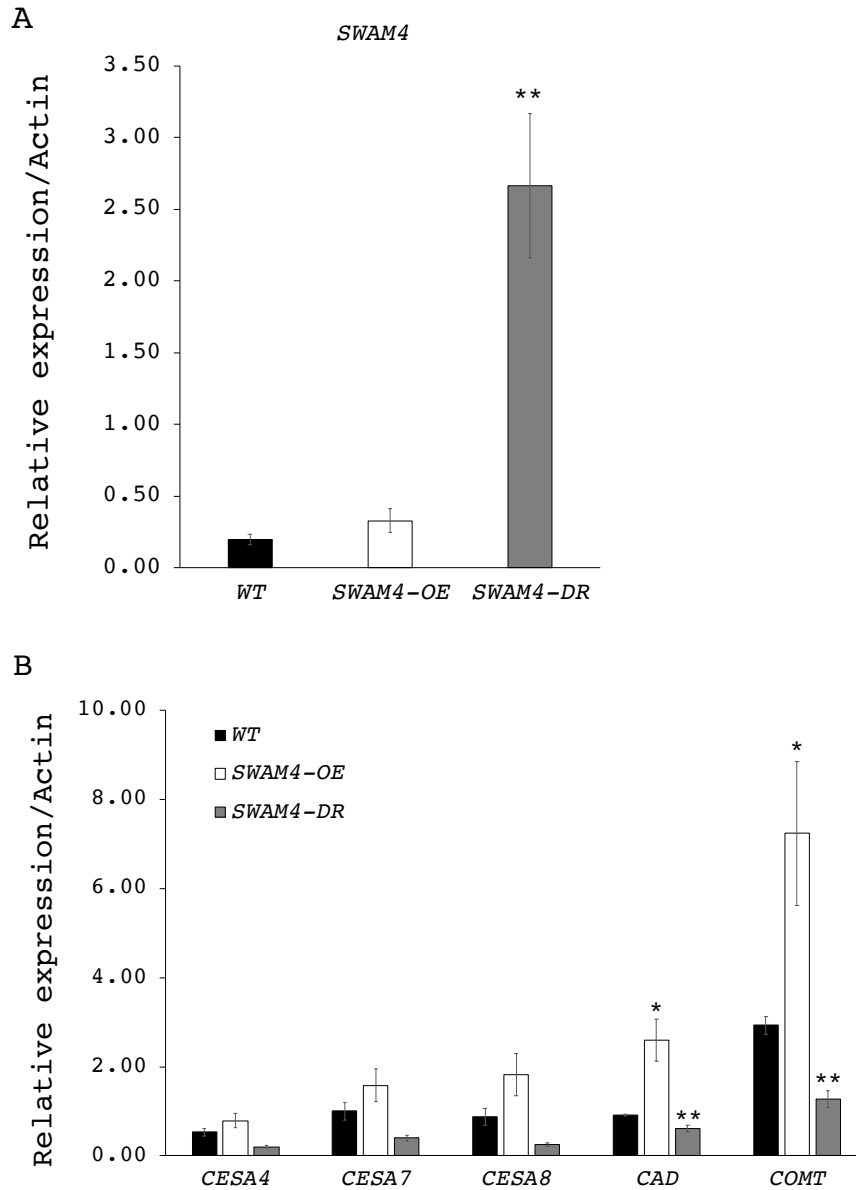 A
SWAM4
Relative expression/Actin
3.50
3.00
2.50
2.00
1.50
1.00
0.50
0.00
**
WT SWAM4-OE SWAM4-DR
B
Relative expression/Actin
10.00
8.00
6.00
4.00
2.00
0.00
WT
SWAM4-OE
SWAM4-DR
*
**
*
**
CESA4 CESA7 CESA8 CAD COMT